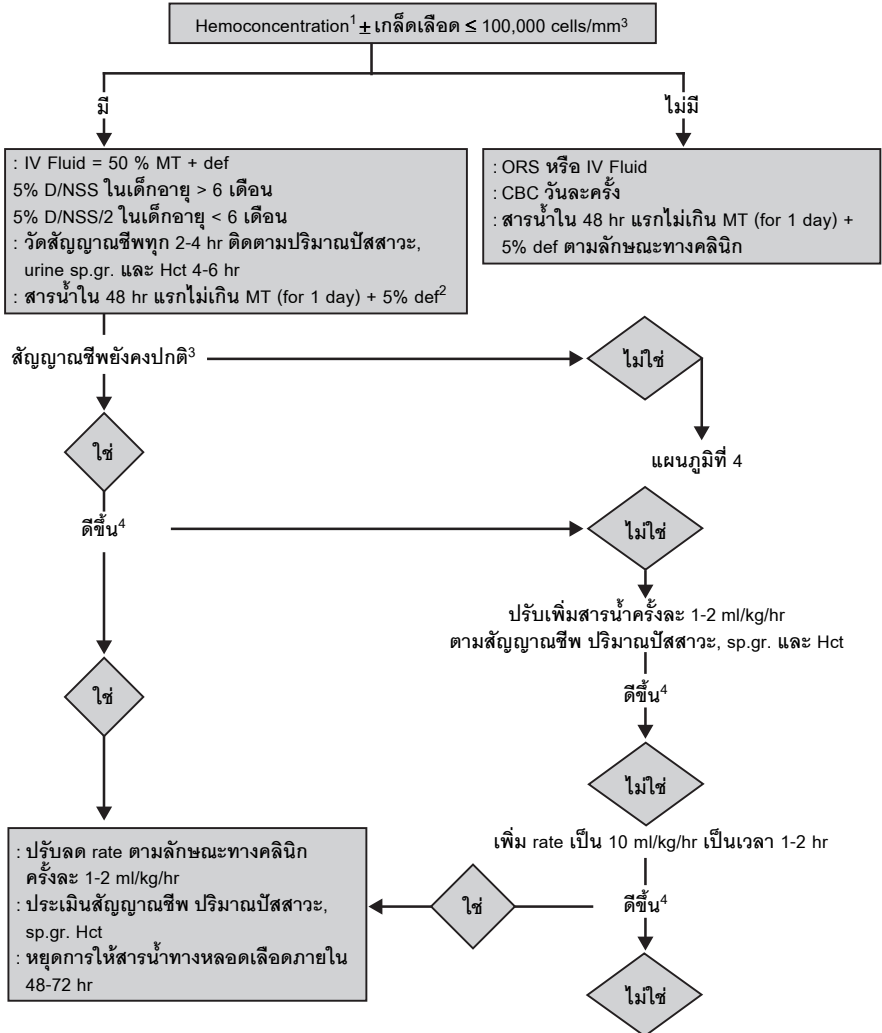 Hemoconcentration¹ ± เกล็ดเลือด ≤ 100,000 cells/mm³
มี
ไม่มี
: IV Fluid = 50 % MT + def
5% D/NSS ในเด็กอายุ > 6 เดือน
5% D/NSS/2 ในเด็กอายุ < 6 เดือน
: วัดสัญญาณชีพทุก 2-4 hr ติดตามปริมาณปัสสาวะ,
urine sp.gr. และ Hct 4-6 hr
: สารน้ำใน 48 hr แรกไม่เกิน MT (for 1 day) + 5% def²
: ORS หรือ IV Fluid
: CBC วันละครั้ง
: สารน้ำใน 48 hr แรกไม่เกิน MT (for 1 day) +
5% def ตามลักษณะทางคลินิก
สัญญาณชีพยังคงปกติ³
ไม่ใช่
ใช่
แผนภูมิที่ 4
ดีขึ้น⁴
ไม่ใช่
ปรับเพิ่มสารน้ำครั้งละ 1-2 ml/kg/hr
ตามสัญญาณชีพ ปริมาณปัสสาวะ, sp.gr. และ Hct
ใช่
ดีขึ้น⁴
ไม่ใช่
เพิ่ม rate เป็น 10 ml/kg/hr เป็นเวลา 1-2 hr
: ปรับลด rate ตามลักษณะทางคลินิก
ครั้งละ 1-2 ml/kg/hr
: ประเมินสัญญาณชีพ ปริมาณปัสสาวะ,
sp.gr. Hct
: หยุดการให้สารน้ำทางหลอดเลือดภายใน
48-72 hr
ใช่
ดีขึ้น⁴
ไม่ใช่